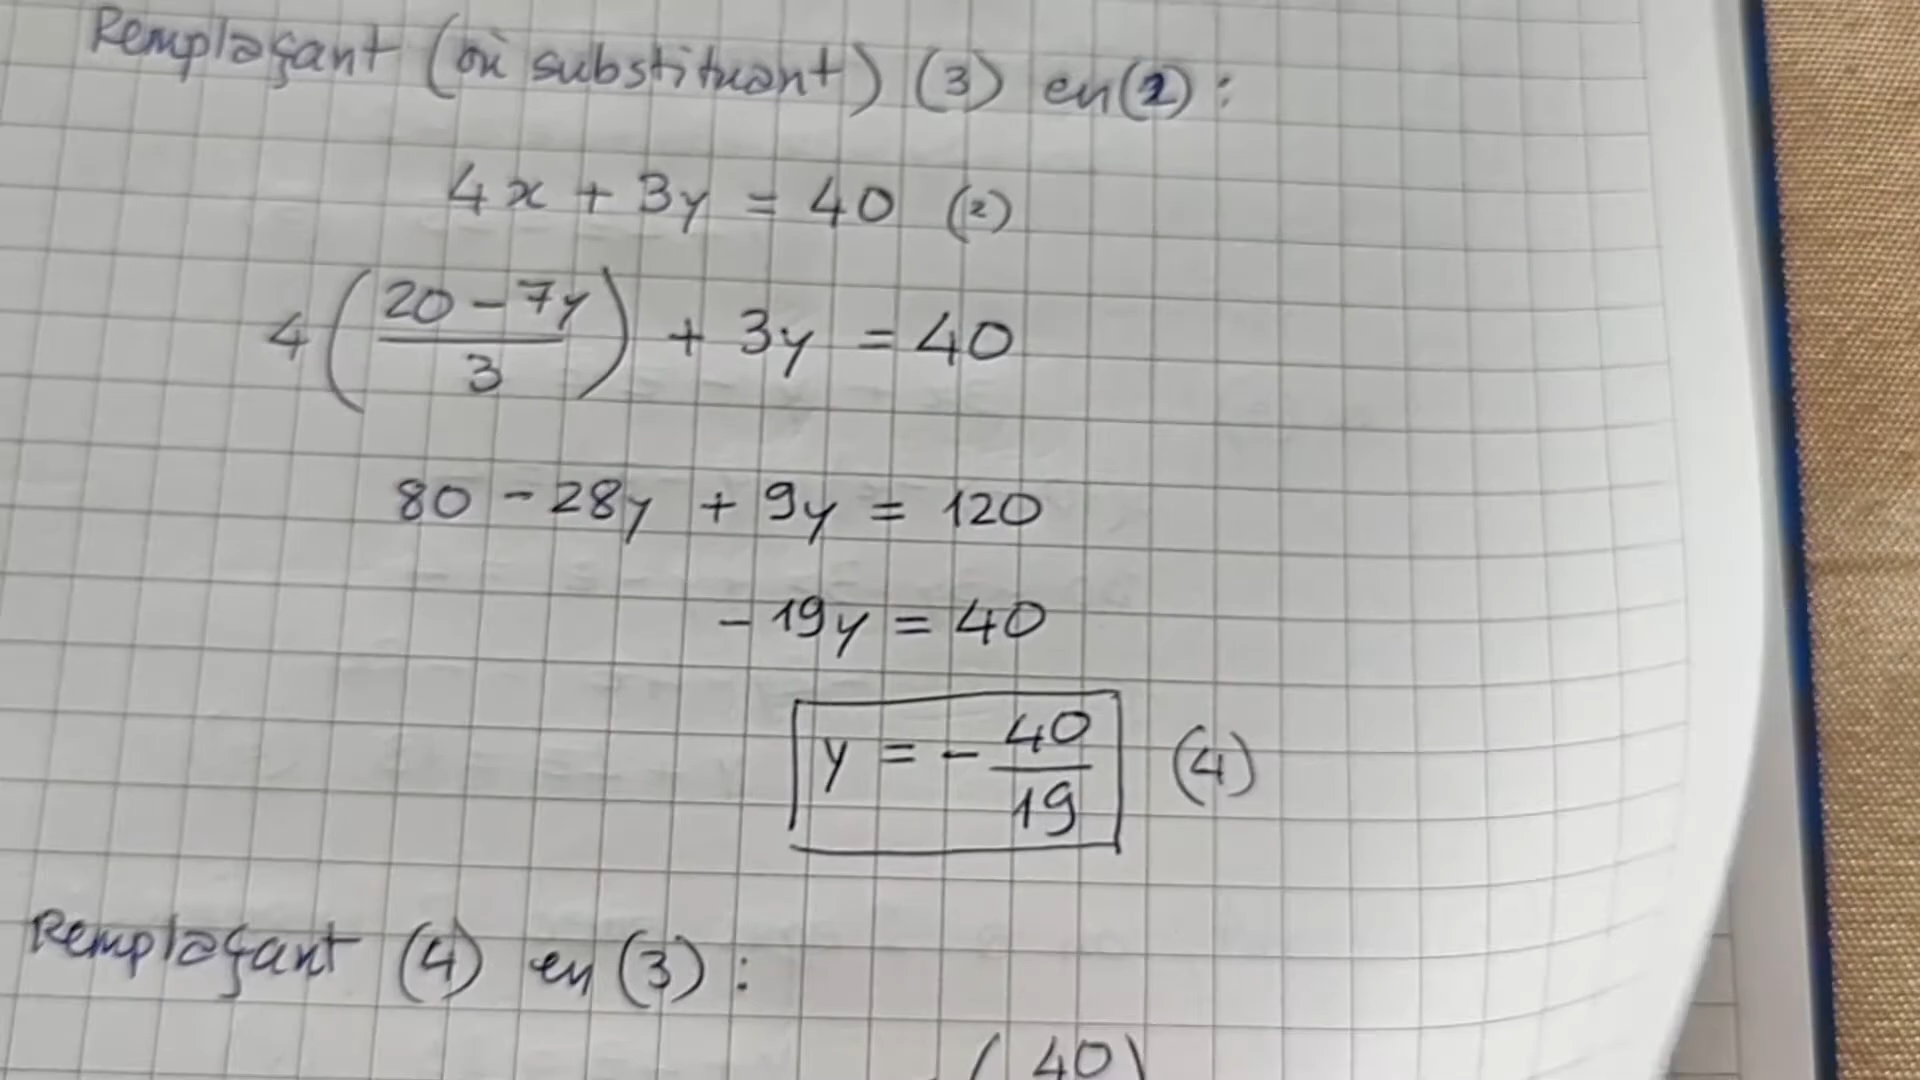 Remplaçant (ou substituant) (3) en (2):
4x + 3y = 40 (2)
4(20 - 7y / 3) + 3y = 40
80 - 28y + 9y = 120
- 19y = 40
y = - 40/19 (4)
Remplaçant (4) en (3):
(40)